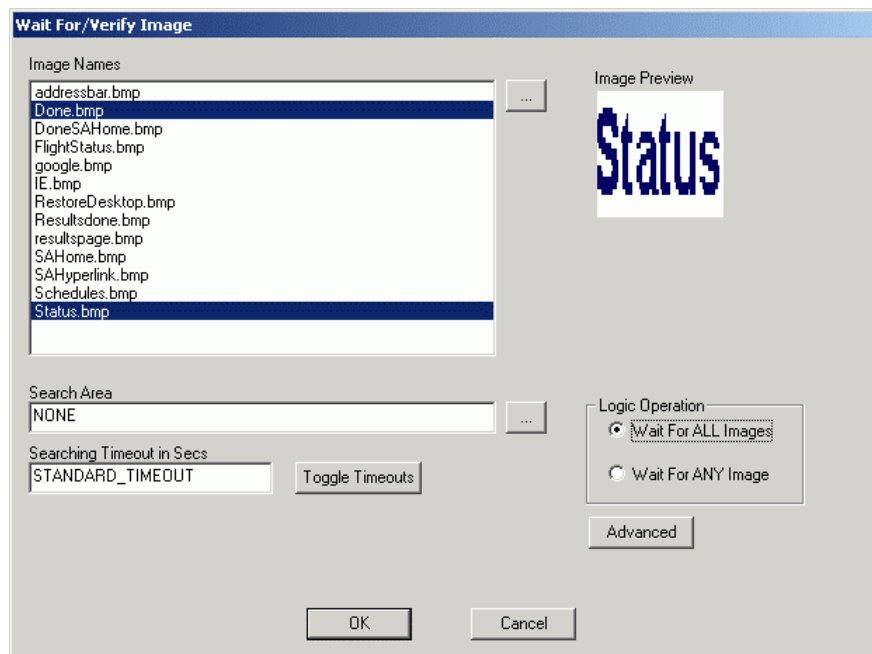 Wait For/Verify Image
Image Names
addressbar.bmp
Done.bmp
DoneSAHome.bmp
FlightStatus.bmp
google.bmp
IE.bmp
RestoreDesktop.bmp
Resultsdone.bmp
resultspage.bmp
SAHome.bmp
SAHyperlink.bmp
Schedules.bmp
Status.bmp
...
Image Preview
Status
Search Area
NONE
...
Searching Timeout in Secs
STANDARD_TIMEOUT
Toggle Timeouts
Logic Operation
Wait For ALL Images
Wait For ANY Image
Advanced
OK
Cancel